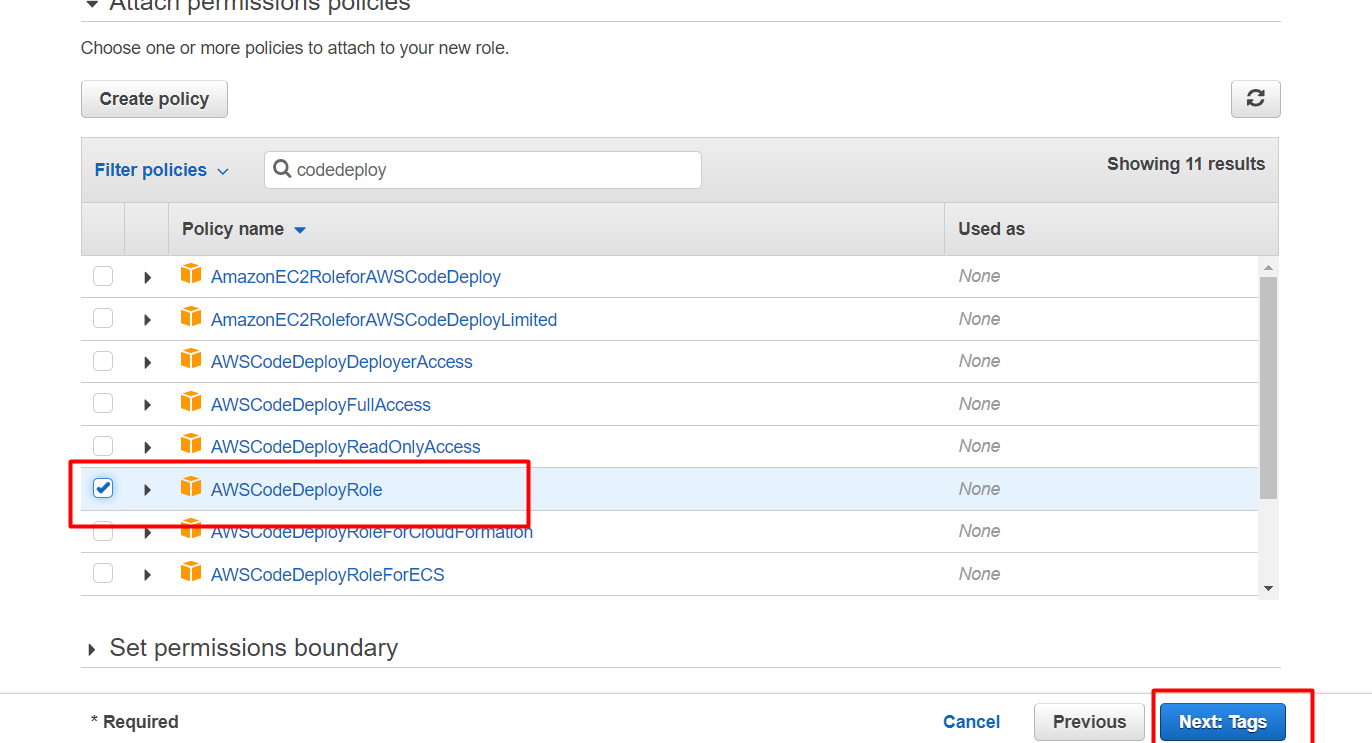 Attach permissions policies
Choose one or more policies to attach to your new role.
Create policy
Filter policies codedeploy Showing 11 results
Policy name Used as
AmazonEC2RoleforAWSCodeDeploy None
AmazonEC2RoleforAWSCodeDeployLimited None
AWSCodeDeployDeployerAccess None
AWSCodeDeployFullAccess None
AWSCodeDeployReadOnlyAccess None
AWSCodeDeployRole None
AWSCodeDeployRoleForCloudFormation None
AWSCodeDeployRoleForECS None
Set permissions boundary
* Required Cancel Previous Next: Tags